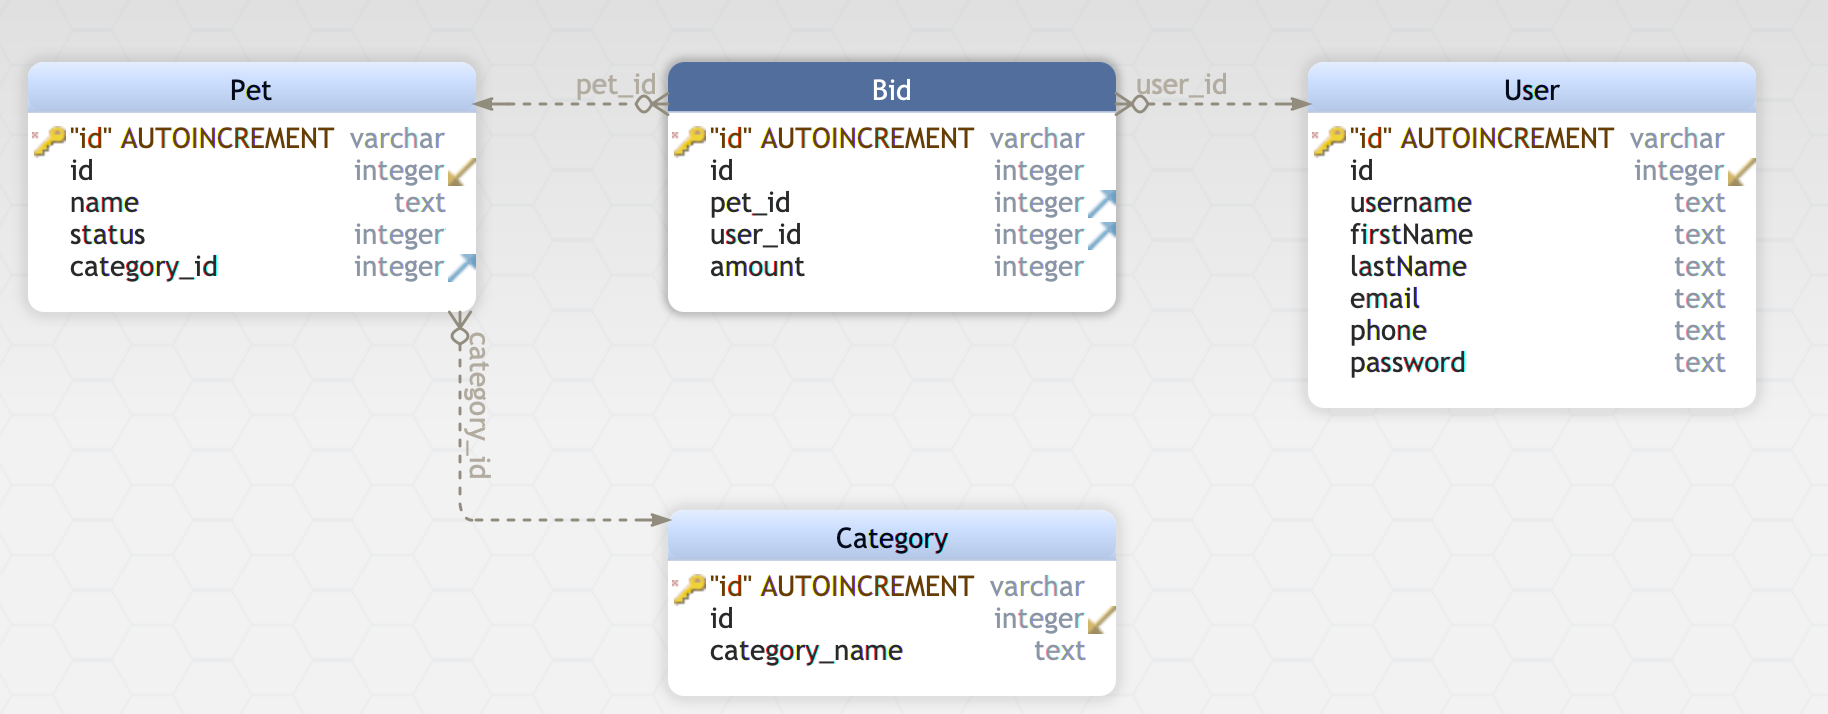 Pet
"id" AUTOINCREMENT varchar
id integer
name text
status integer
category_id integer
pet_id
Bid
"id" AUTOINCREMENT varchar
id integer
pet_id integer
user_id integer
amount integer
user_id
User
"id" AUTOINCREMENT varchar
id integer
username text
firstName text
lastName text
email text
phone text
password text
category_id
Category
"id" AUTOINCREMENT varchar
id integer
category_name text